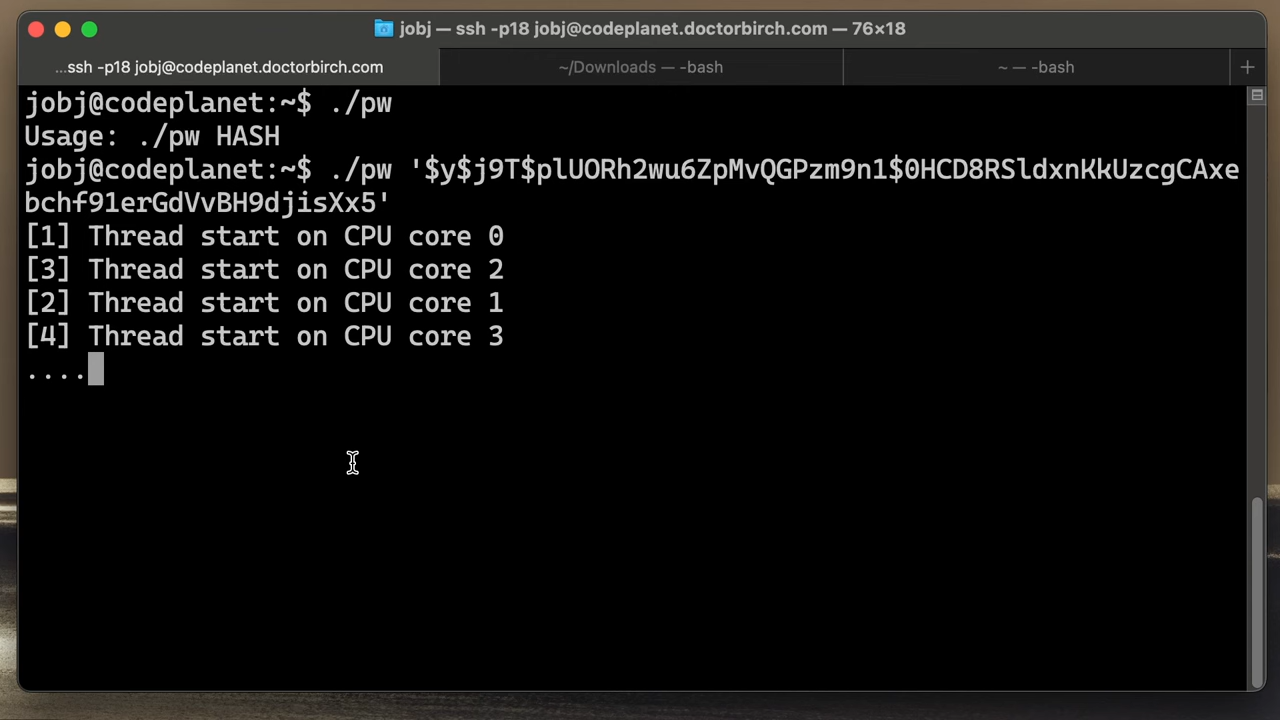 jobj — ssh -p18 jobj@codeplanet.doctorbirch.com — 76×18
...ssh -p18 jobj@codeplanet.doctorbirch.com
~/Downloads — -bash
~ — -bash
jobj@codeplanet:~$ ./pw
Usage: ./pw HASH
jobj@codeplanet:~$ ./pw '$y$j9T$plUORh2wu6ZpMvQGPzm9n1$0HCD8RSldxnKkUzcgCAxe
bchf91erGdVvBH9djisXx5'
[1] Thread start on CPU core 0
[3] Thread start on CPU core 2
[2] Thread start on CPU core 1
[4] Thread start on CPU core 3
....